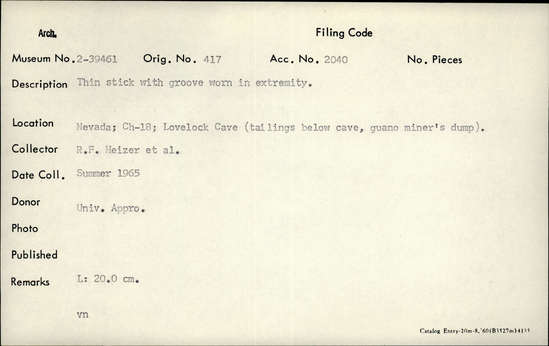 Arch. Filing Code
Museum No. 2-39461 Orig. No. 417 Acc. No. 2040 No. Pieces
Description Thin stick with groove worn in extremity.
Location Nevada; Ch-18; Lovelock Cave (tailings below cave, guano miner's dump).
Collector R.F. Heizer et al.
Date Coll. Summer 1965
Donor Univ. Appro.
Photo
Published
Remarks L: 20.0 cm.
vn